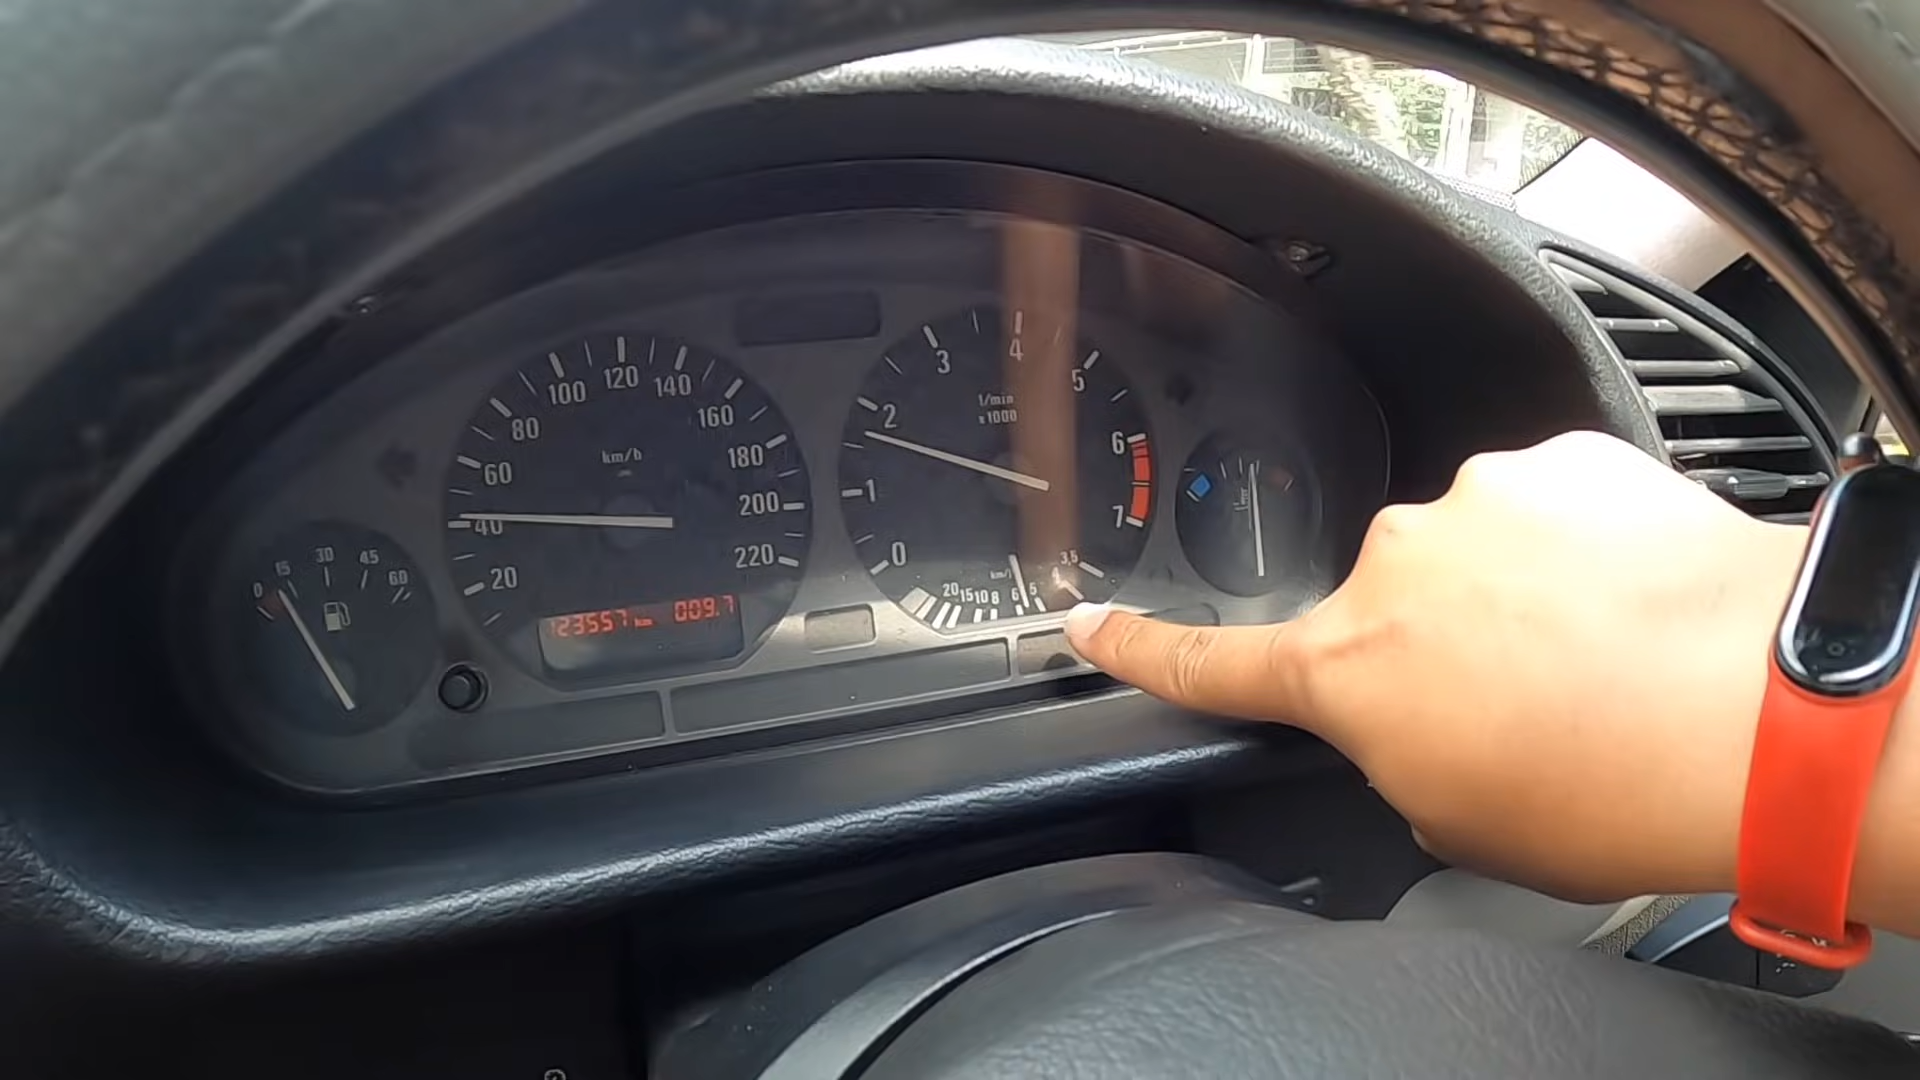 0 15 30 45 60
20 40 60 80 100 120 140 160 180 200 220
km/h
123557 km 009.7
0 1 2 3 4 5 6 7
1/min
x1000
20 15 10 8 6 5 4 3,5
km/l